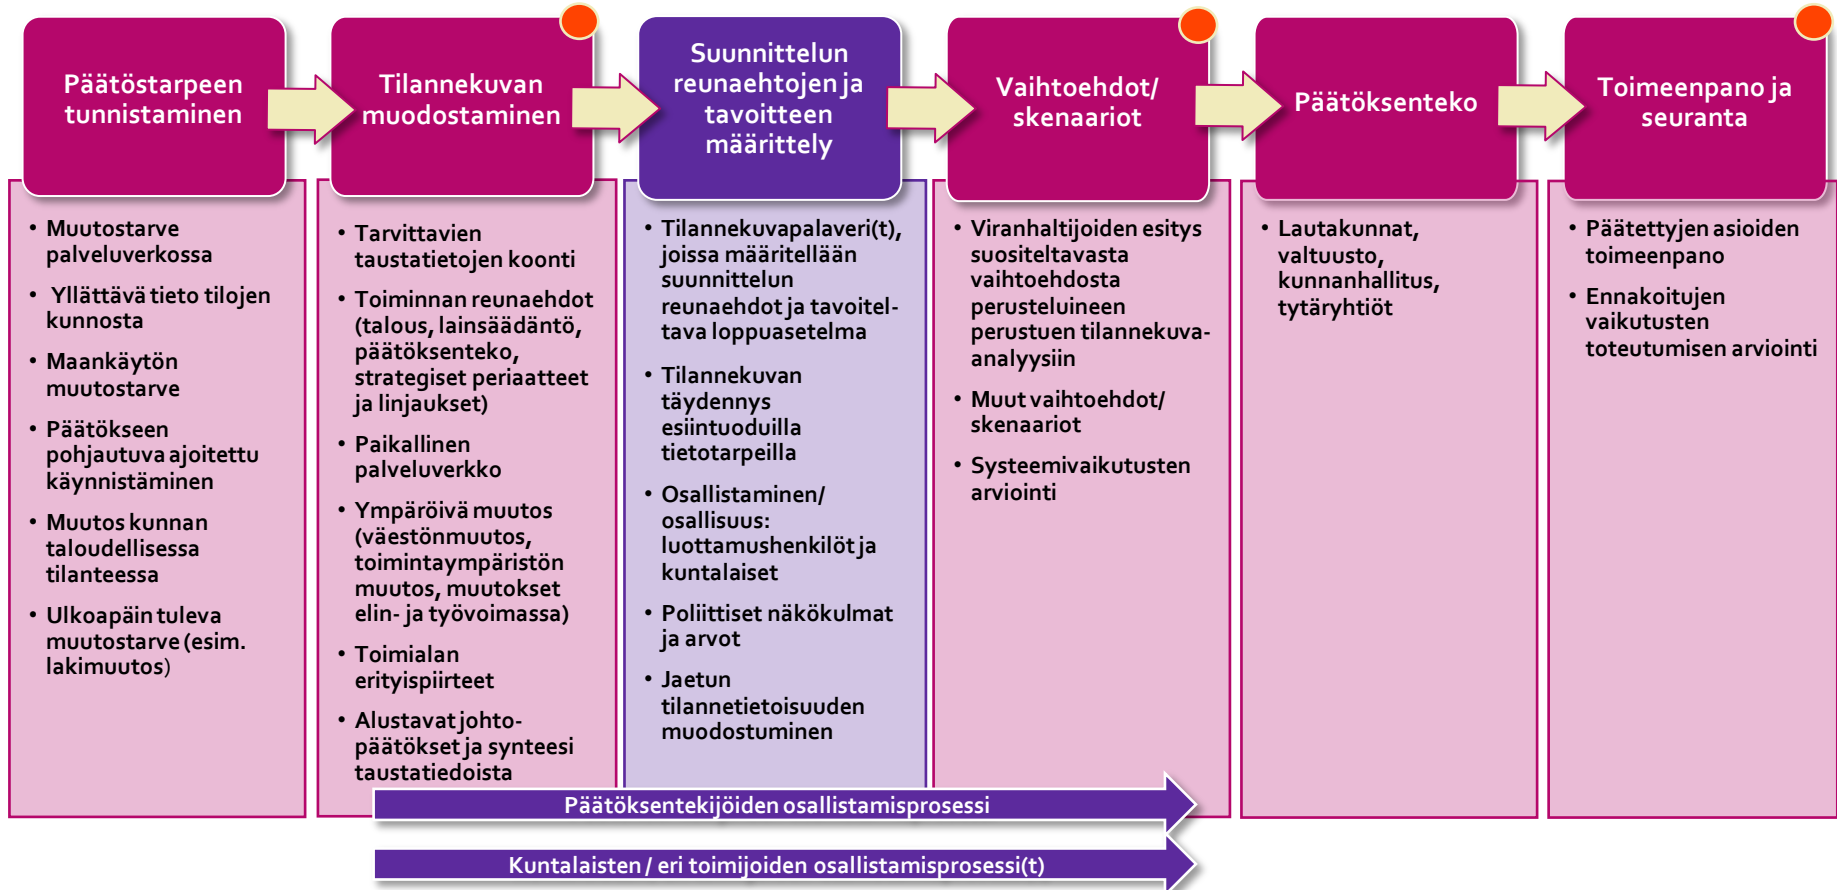 Päätöstarpeen
tunnistaminen
Tilannekuvan
muodostaminen
Suunnittelun
reunaehtojen ja
tavoitteen
määrittely
Vaihtoehdot/
skenaariot
Päätöksenteko
Toimeenpano ja
seuranta
• Muutostarve
palveluverkossa
• Yllättävä tieto tilojen
kunnosta
• Maankäytön
muutostarve
• Päätökseen
pohjautuva ajoitettu
käynnistäminen
• Muutos kunnan
taloudellisessa
tilanteessa
• Ulkoapäin tuleva
muutostarve (esim.
lakimuutos)
• Tarvittavien
taustatietojen koonti
• Toiminnan reunaehdot
(talous, lainsäädäntö,
päätöksenteko,
strategiset periaatteet
ja linjaukset)
• Paikallinen
palveluverkko
• Ympäröivä muutos
(väestönmuutos,
toimintaympäristön
muutos, muutokset
elin- ja työvoimassa)
• Toimialan
erityispiirteet
• Alustavat johto-
päätökset ja synteesi
taustatiedoista
• Tilannekuvapalaveri(t),
joissa määritellään
suunnittelun
reunaehdot ja tavoitel-
tava loppuasetelma
• Tilannekuvan
täydennys
esiintuoduilla
tietotarpeilla
• Osallistaminen/
osallisuus:
luottamushenkilöt ja
kuntalaiset
• Poliittiset näkökulmat
ja arvot
• Jaetun
tilannetietoisuuden
muodostuminen
• Viranhaltijoiden esitys
suositeltavasta
vaihtoehdosta
perusteluineen
perustuen tilannekuva-
analyysiin
• Muut vaihtoehdot/
skenaariot
• Systeemivaikutusten
arviointi
• Lautakunnat,
valtuusto,
kunnanhallitus,
tytäryhtiöt
• Päätettyjen asioiden
toimeenpano
• Ennakoitujen
vaikutusten
toteutumisen arviointi
Päätöksentekijöiden osallistamisprosessi
Kuntalaisten / eri toimijoiden osallistamisprosessi(t)